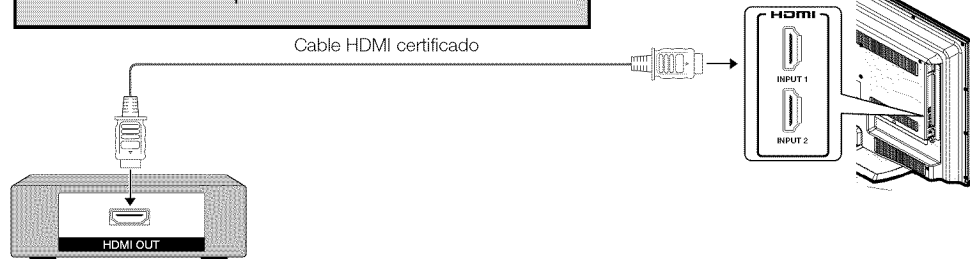 Cable HDMI certificado
HDMI
INPUT 1
INPUT 2
HDMI OUT